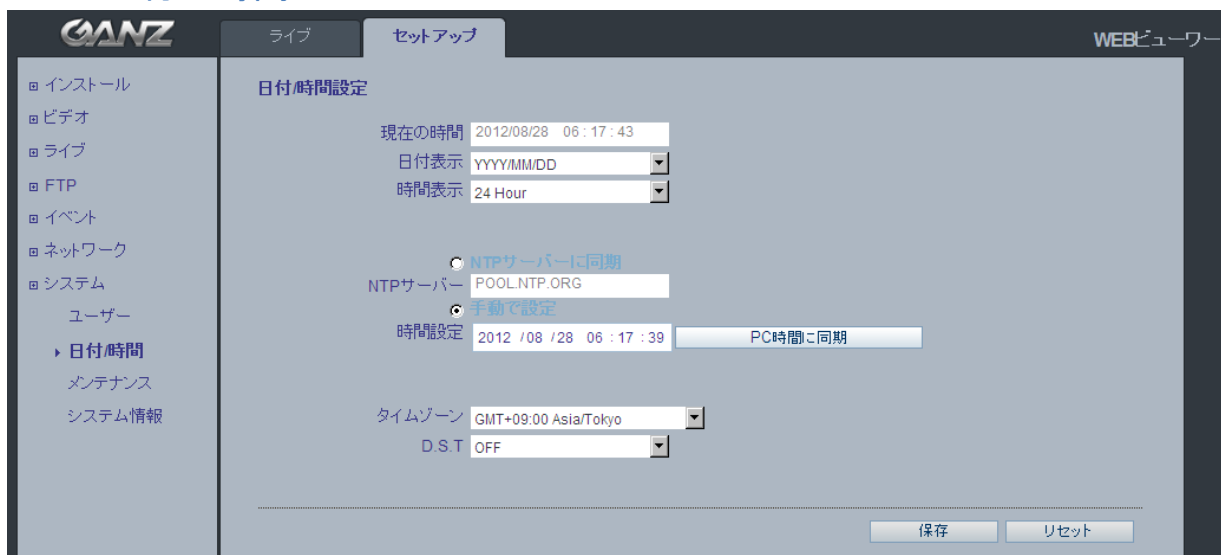 GANZ
ライブ
セットアップ
WEBビューワー
インストール
ビデオ
ライブ
FTP
イベント
ネットワーク
システム
ユーザー
日付/時間
メンテナンス
システム情報
日付/時間設定
現在の時間 2012/08/28 06 : 17 : 43
日付表示 YYYY/MM/DD
時間表示 24 Hour
NTPサーバーに同期
NTPサーバー POOL.NTP.ORG
手動で設定
時間設定 2012 /08 /28 06 : 17 : 39 PC時間に同期
タイムゾーン GMT+09:00 Asia/Tokyo
D.S.T OFF
保存 リセット